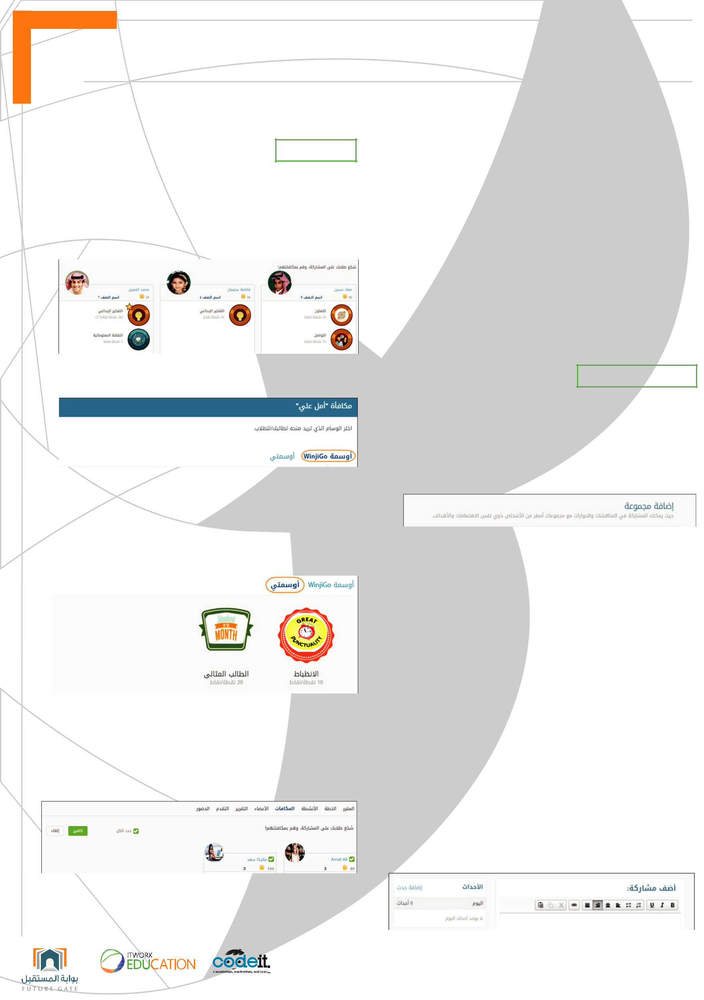 شجّع طلابك على المشاركة، وقم بمكافئتهم!
معاذ حسين
20
اسم الصف 5
التعاون
10 نقطة/نقاط
التواصل
10 نقطة/نقاط
فاطمة سليمان
20
اسم الصف 4
التفكير الإبداعي
20 نقطة/نقاط
محمد العمري
45
اسم الصف 7
التفكير الإبداعي
(20 نقطة/نقاط*2)
الثقافة المعلوماتية
5 نقطة/نقاط
مكافأة "أمل علي"
اختر الوسام الذي تريد منحه لطالبك/للطلاب.
أوسمة WinjiGo أوسمتي
إضافة مجموعة
حيث يمكنك المشاركة في المناقشات والحوارات مع مجموعات أصغر من الأشخاص ذوي نفس الاهتمامات والأهداف.
أوسمة WinjiGo أوسمتي
GREAT
PUNCTUALITY
الانظباط
10 نقطة/نقاط
Student
OF THE
MONTH
الطالب المثالي
20 نقطة/نقاط
المقرر الخطة الأنشطة المكافآت الأعضاء التقرير التقدم الحضور
شجّع طلابك على المشاركة، وقم بمكافئتهم!
حدد الكل
كافئ
إلغاء
Amal Ali
80
3
ماليكا سعد
100
3
أضف مشاركة:
B I U
الأحداث
إضافة حدث
اليوم
0 أحداث
لا يوجد أحداث اليوم
بوابة المستقبل
FUTURE GATE
ITWORX
EDUCATION
codeit.
consultations, applications, and more...